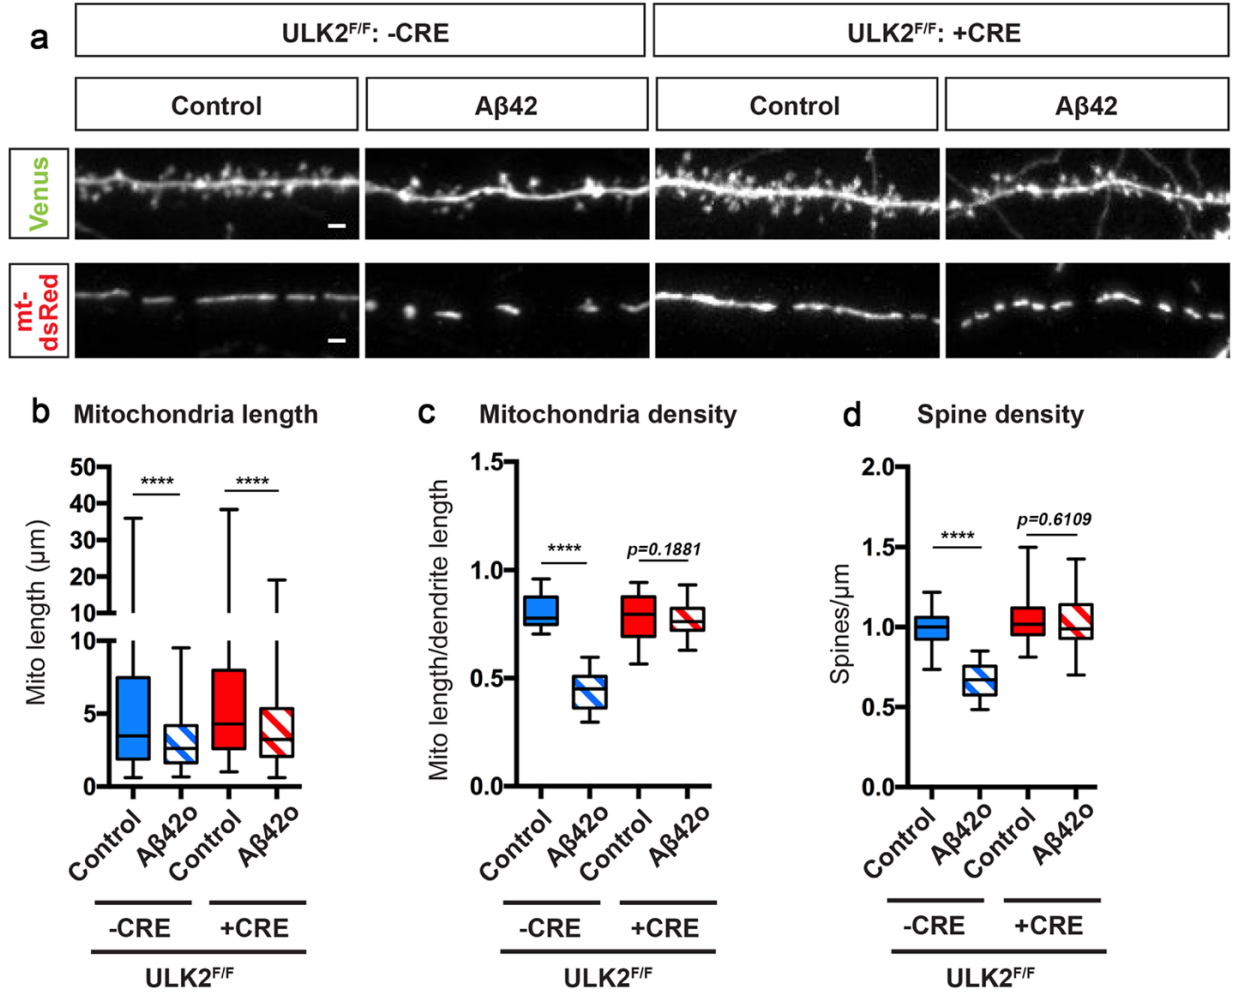 a
ULK2F/F: -CRE
ULK2F/F: +CRE
Control
Aβ42
Control
Aβ42
Venus
mt-
dsRed
b Mitochondria length
Mito length (μm)
50
40
30
20
10
10
5
0
****
****
Control
Aβ42o
Control
Aβ42o
-CRE
+CRE
ULK2F/F
c Mitochondria density
Mito length/dendrite length
1.5
1.0
0.5
0.0
****
p=0.1881
Control
Aβ42o
Control
Aβ42o
-CRE
+CRE
ULK2F/F
d Spine density
Spines/μm
2.0
1.5
1.0
0.5
0.0
****
p=0.6109
Control
Aβ42o
Control
Aβ42o
-CRE
+CRE
ULK2F/F